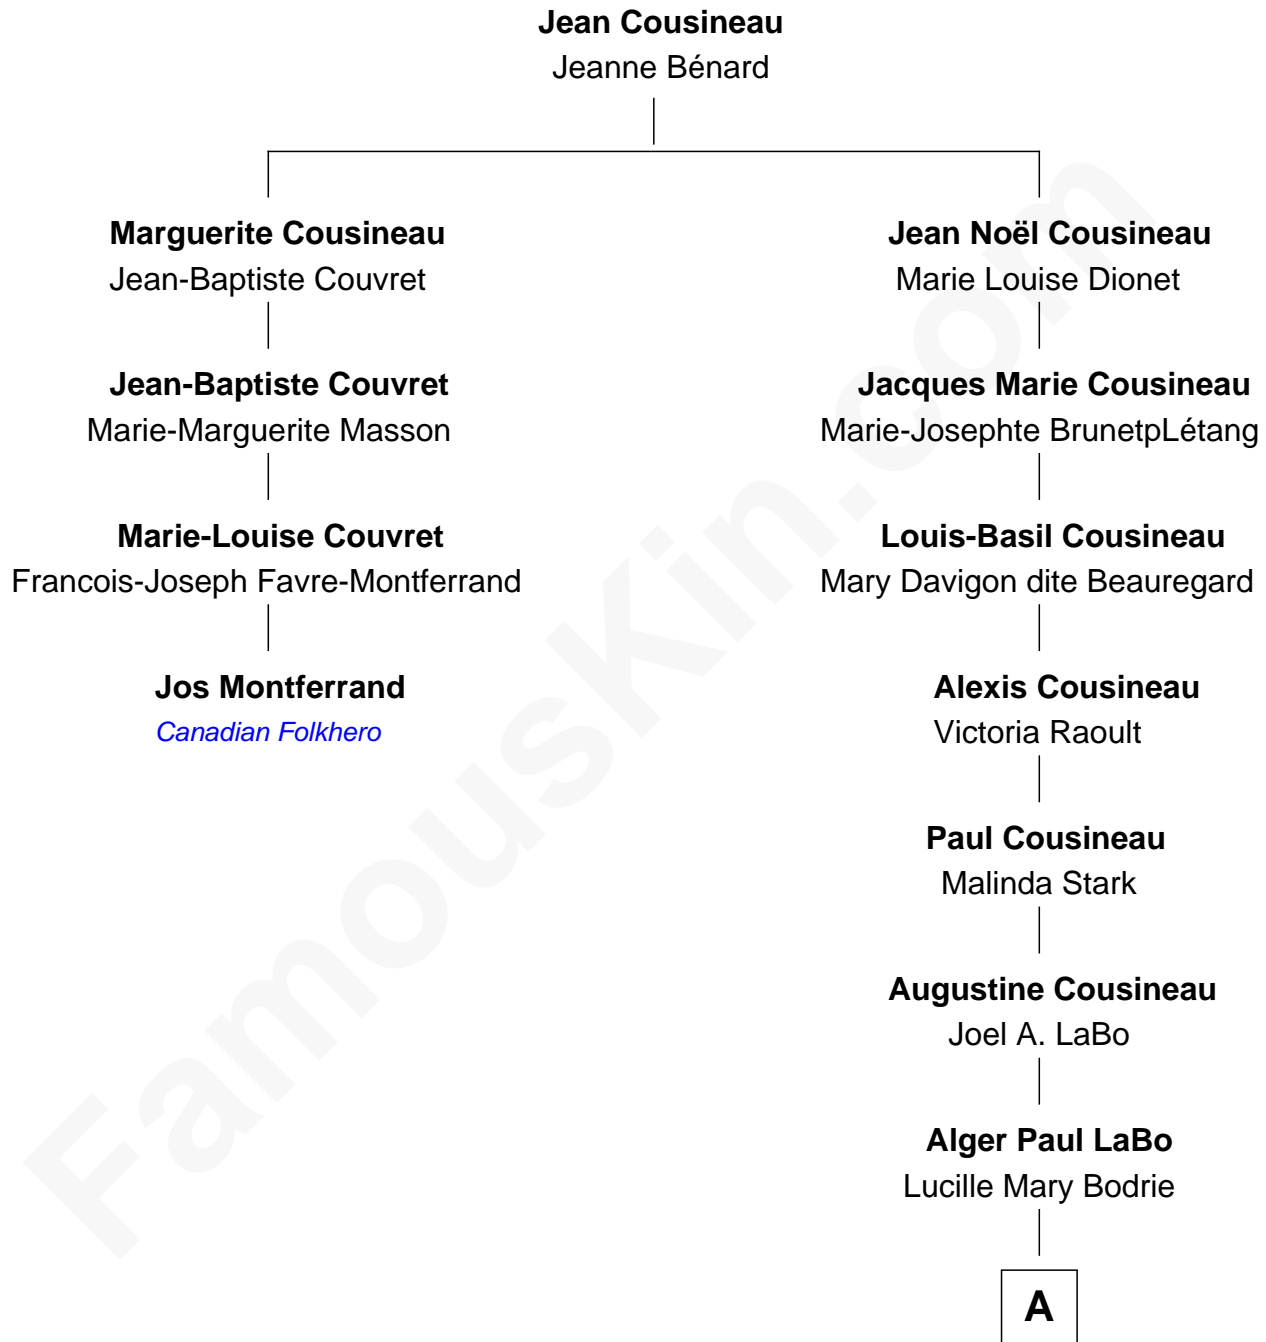 Jean Cousineau
Jeanne Bénard
Marguerite Cousineau
Jean-Baptiste Couvret
Jean-Baptiste Couvret
Marie-Marguerite Masson
Marie-Louise Couvret
Francois-Joseph Favre-Montferrand
Jos Montferrand
Canadian Folkhero
Jean Noël Cousineau
Marie Louise Dionet
Jacques Marie Cousineau
Marie-Josephte BrunetpLétang
Louis-Basil Cousineau
Mary Davigon dite Beauregard
Alexis Cousineau
Victoria Raoult
Paul Cousineau
Malinda Stark
Augustine Cousineau
Joel A. LaBo
Alger Paul LaBo
Lucille Mary Bodrie
A
FamousKin.com